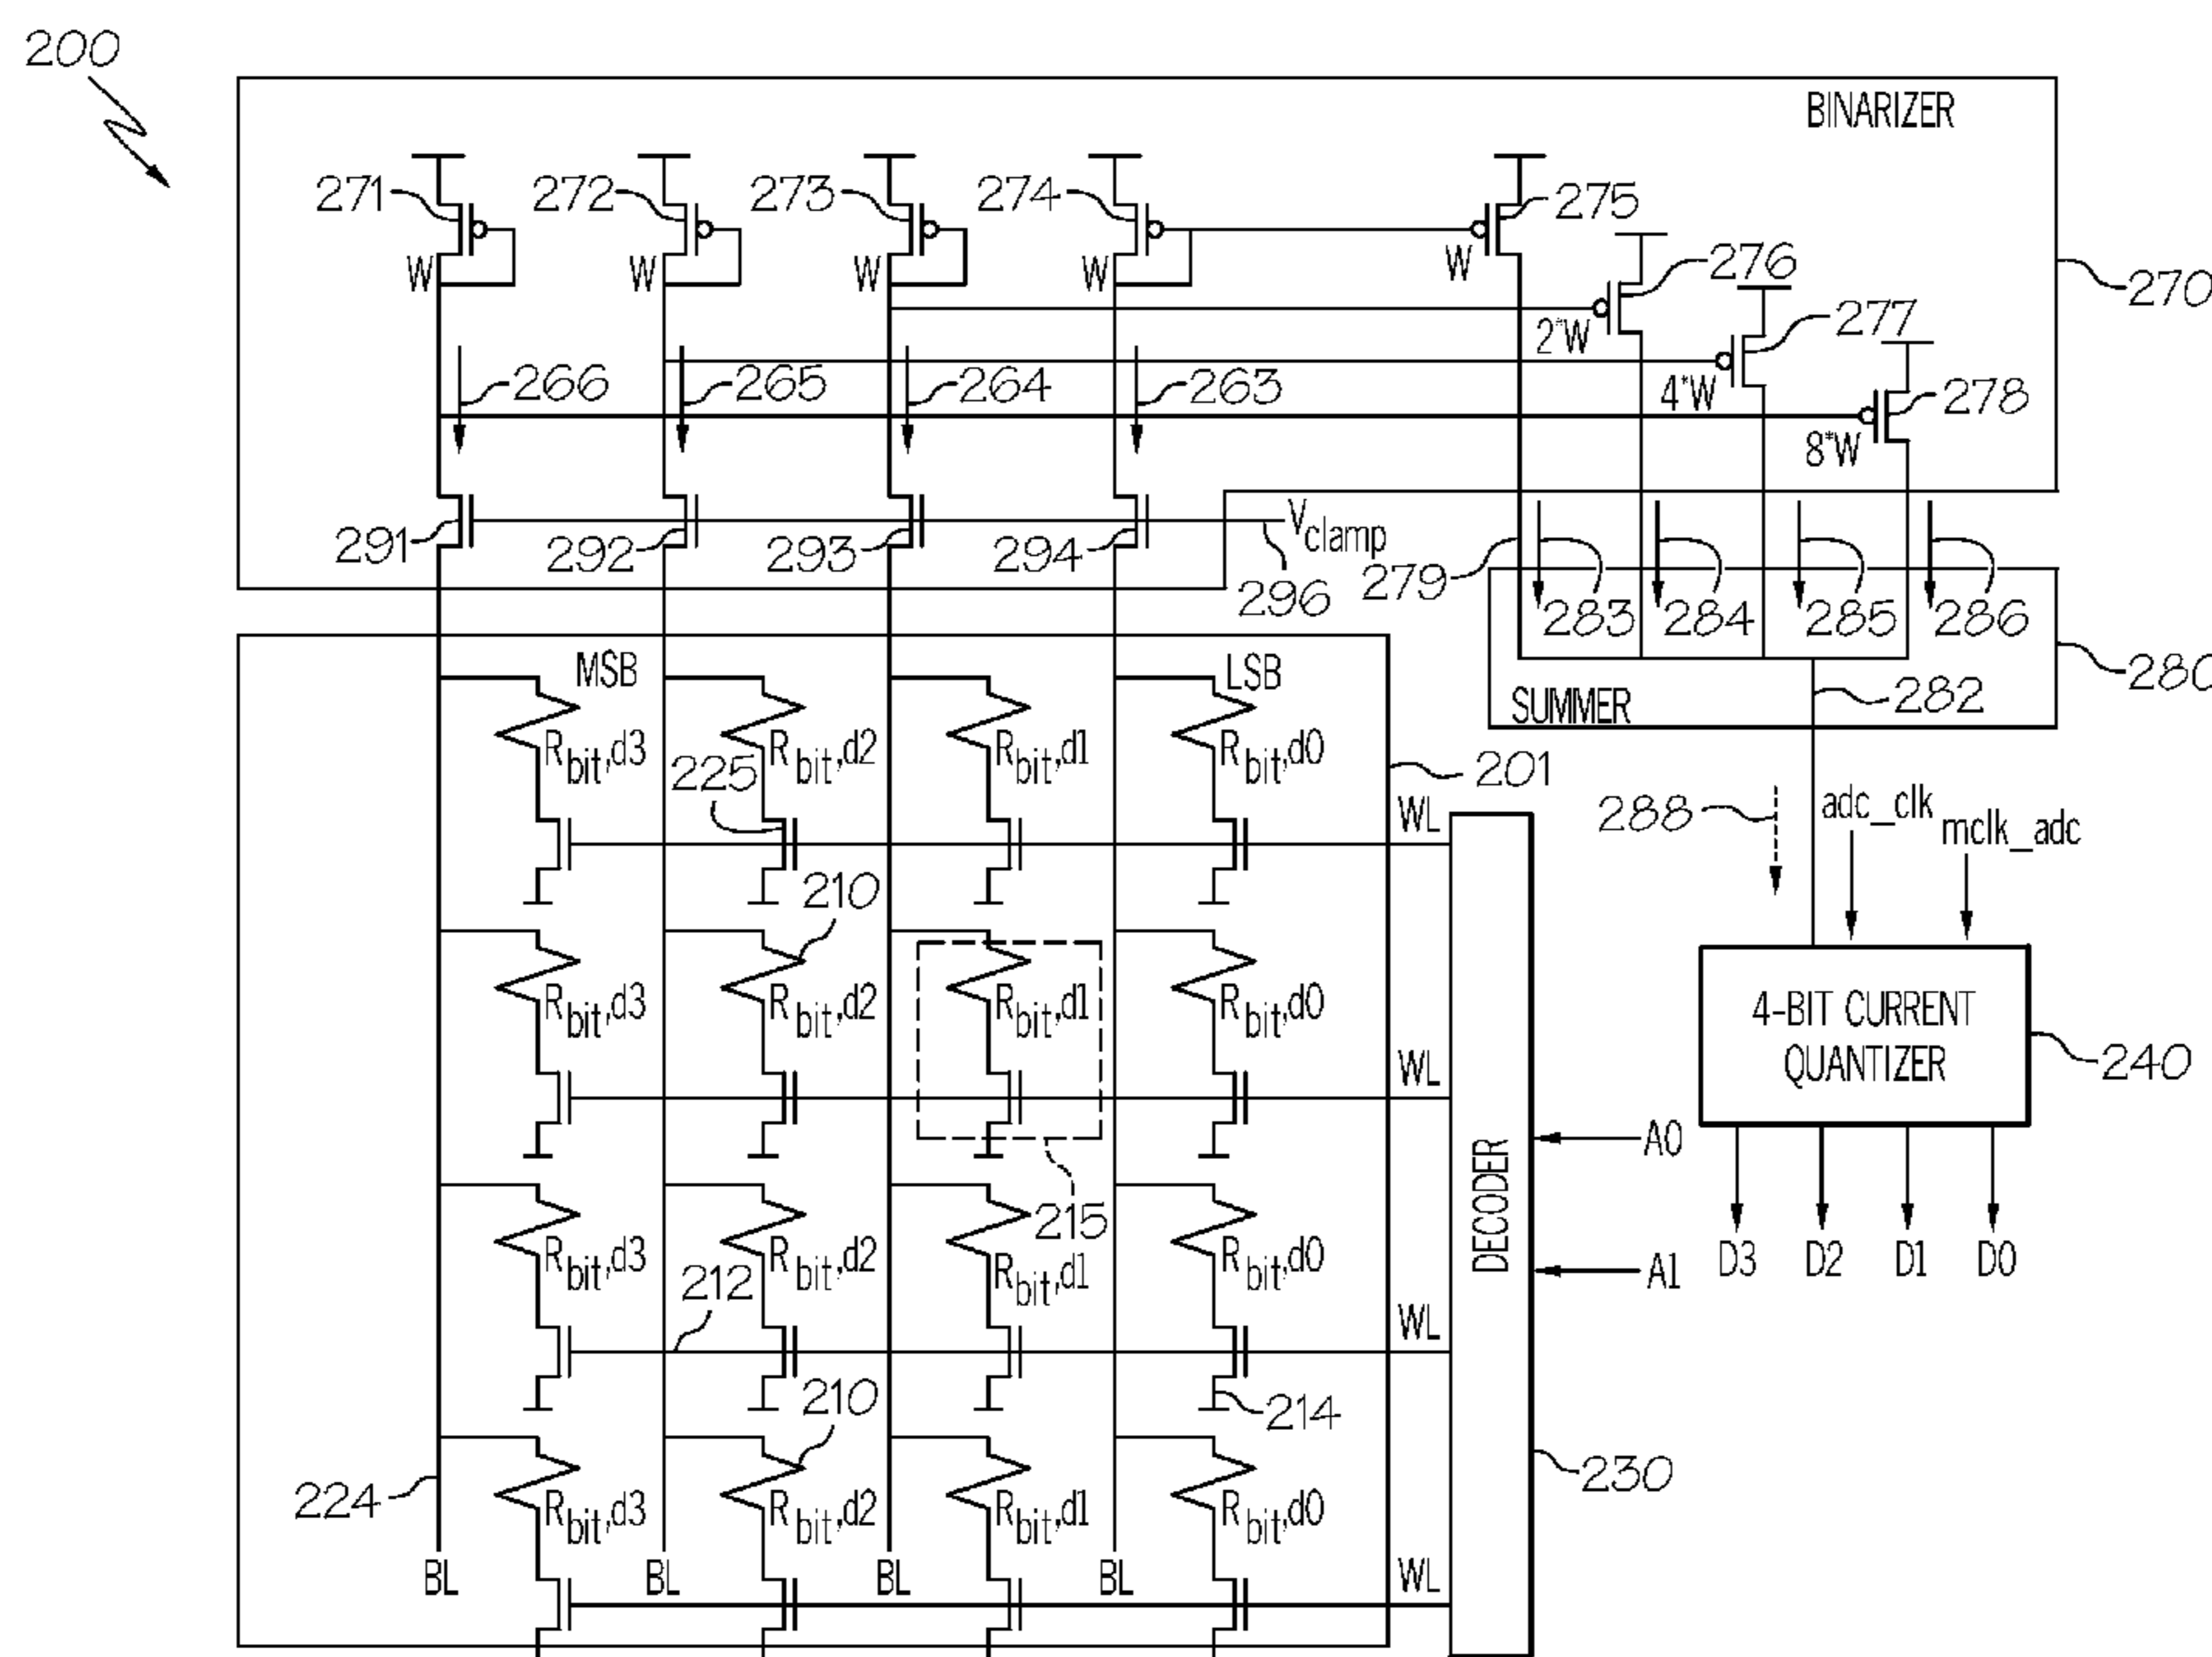 200
BINARIZER
271
272
273
274
275
W
W
W
W
W
276
270
2*W
277
266
265
264
263
4*W
278
8*W
291
292
293
294
Vclamp
279
296
283
284
285
286
280
MSB
LSB
SUMMER
282
Rbit,d3
Rbit,d2
Rbit,d1
Rbit,d0
225
201
WL
288
adc_clk
mclk_adc
210
Rbit,d3
Rbit,d2
Rbit,d1
Rbit,d0
4-BIT CURRENT
QUANTIZER
240
WL
DECODER
A0
215
Rbit,d3
Rbit,d2
Rbit,d1
Rbit,d0
A1
D3
D2
D1
D0
212
WL
210
214
224
Rbit,d3
Rbit,d2
Rbit,d1
Rbit,d0
230
BL
BL
BL
BL
WL